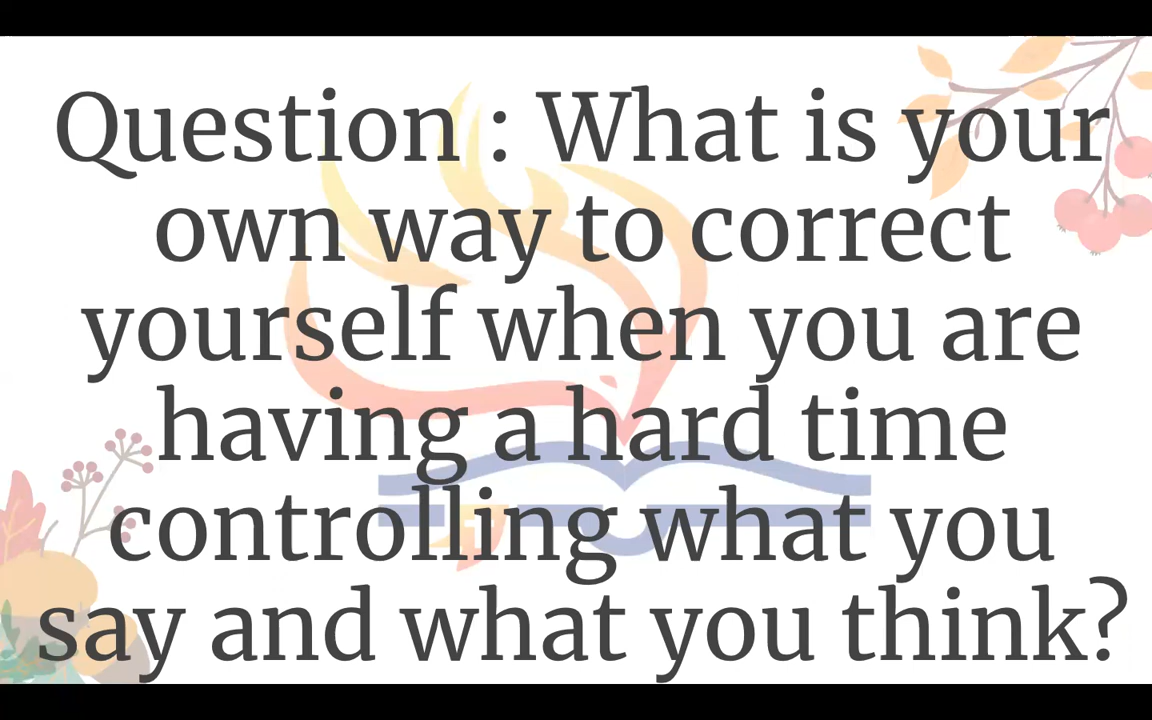 Question : What is your
own way to correct
yourself when you are
having a hard time
controlling what you
say and what you think?